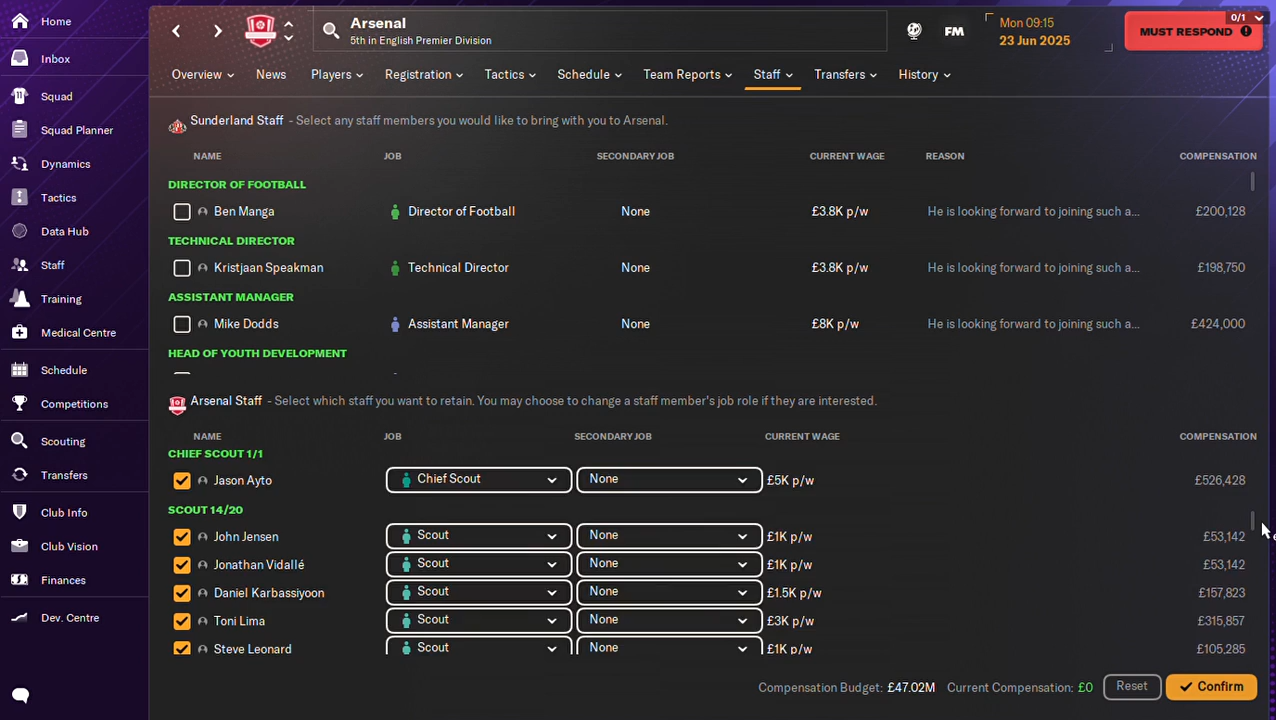 Home
Inbox
Squad
Squad Planner
Dynamics
Tactics
Data Hub
Staff
Training
Medical Centre
Schedule
Competitions
Scouting
Transfers
Club Info
Club Vision
Finances
Dev. Centre
Arsenal
5th in English Premier Division
FM
Mon 09:15
23 Jun 2025
0/1
MUST RESPOND
Overview News Players Registration Tactics Schedule Team Reports Staff Transfers History
Sunderland Staff - Select any staff members you would like to bring with you to Arsenal.
NAME JOB SECONDARY JOB CURRENT WAGE REASON COMPENSATION
DIRECTOR OF FOOTBALL
Ben Manga Director of Football None £3.8K p/w He is looking forward to joining such a... £200,128
TECHNICAL DIRECTOR
Kristjaan Speakman Technical Director None £3.8K p/w He is looking forward to joining such a... £198,750
ASSISTANT MANAGER
Mike Dodds Assistant Manager None £8K p/w He is looking forward to joining such a... £424,000
HEAD OF YOUTH DEVELOPMENT
Arsenal Staff - Select which staff you want to retain. You may choose to change a staff member's job role if they are interested.
NAME JOB SECONDARY JOB CURRENT WAGE COMPENSATION
CHIEF SCOUT 1/1
Jason Ayto Chief Scout None £5K p/w £526,428
SCOUT 14/20
John Jensen Scout None £1K p/w £53,142
Jonathan Vidallé Scout None £1K p/w £53,142
Daniel Karbassiyoon Scout None £1.5K p/w £157,823
Toni Lima Scout None £3K p/w £315,857
Steve Leonard Scout None £1K p/w £105,285
Compensation Budget: £47.02M Current Compensation: £0 Reset Confirm